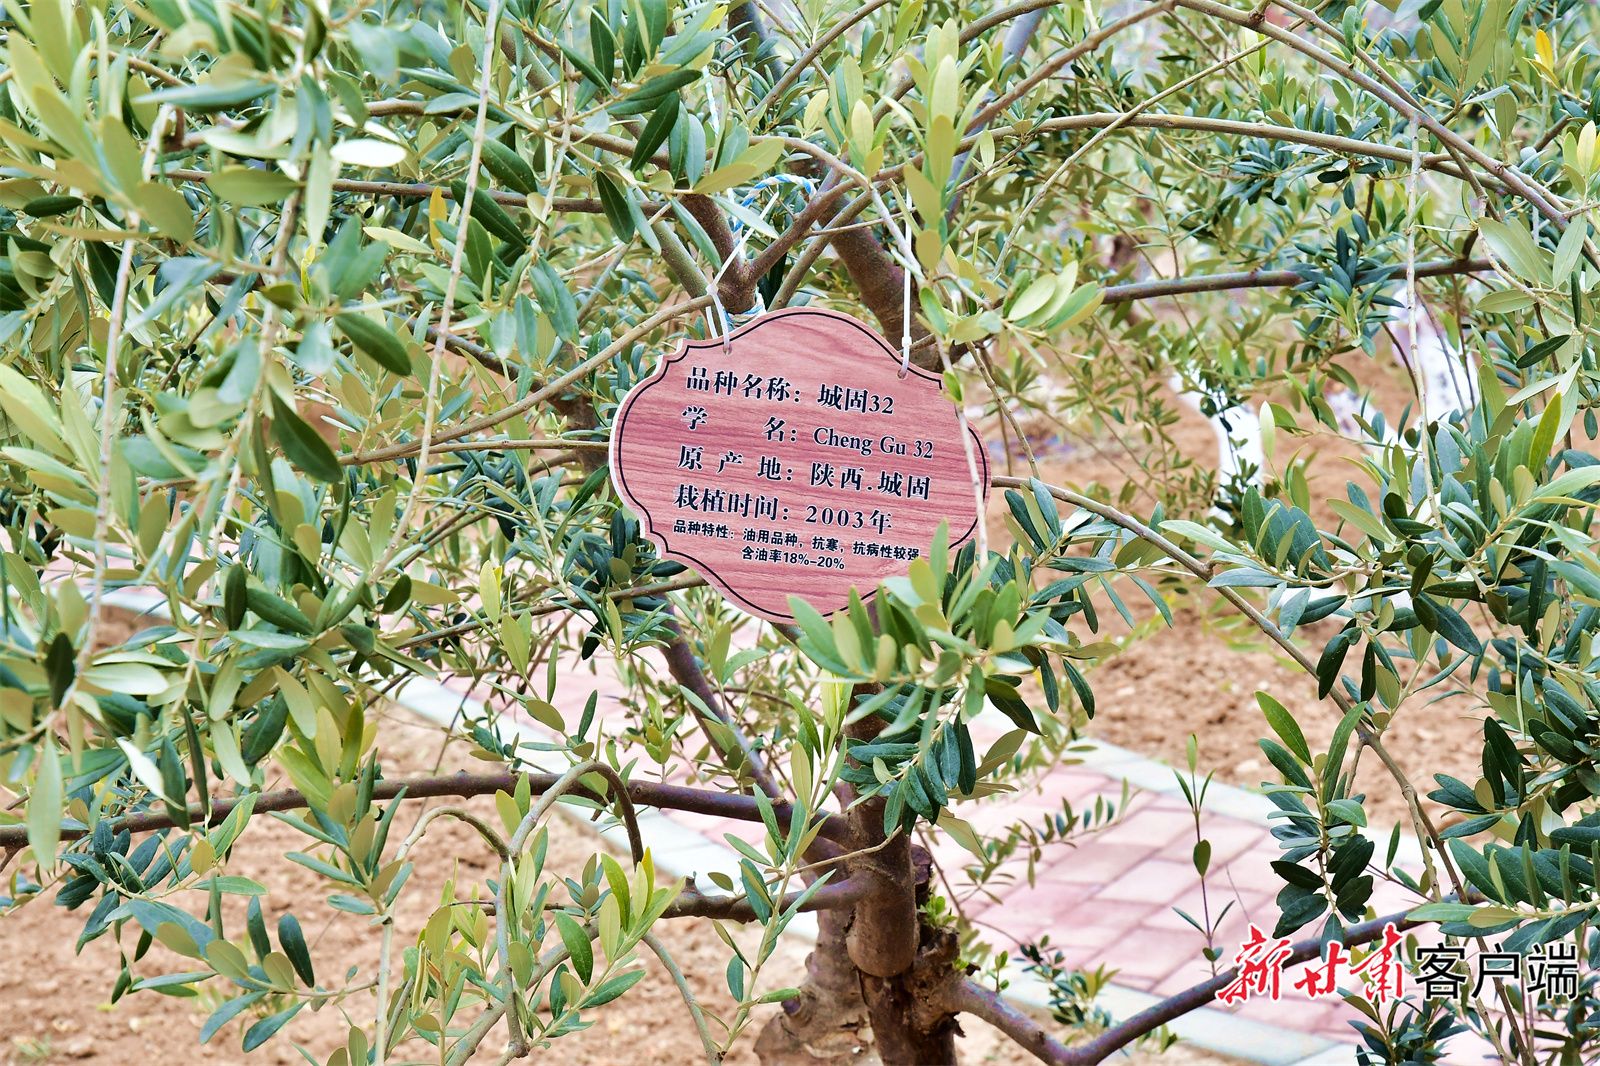 品种名称：城固32
学 名：Cheng Gu 32
原产地：陕西.城固
栽植时间：2003年
品种特性：油用品种，抗寒，抗病性较强
含油率18%-20%
新甘肃客户端